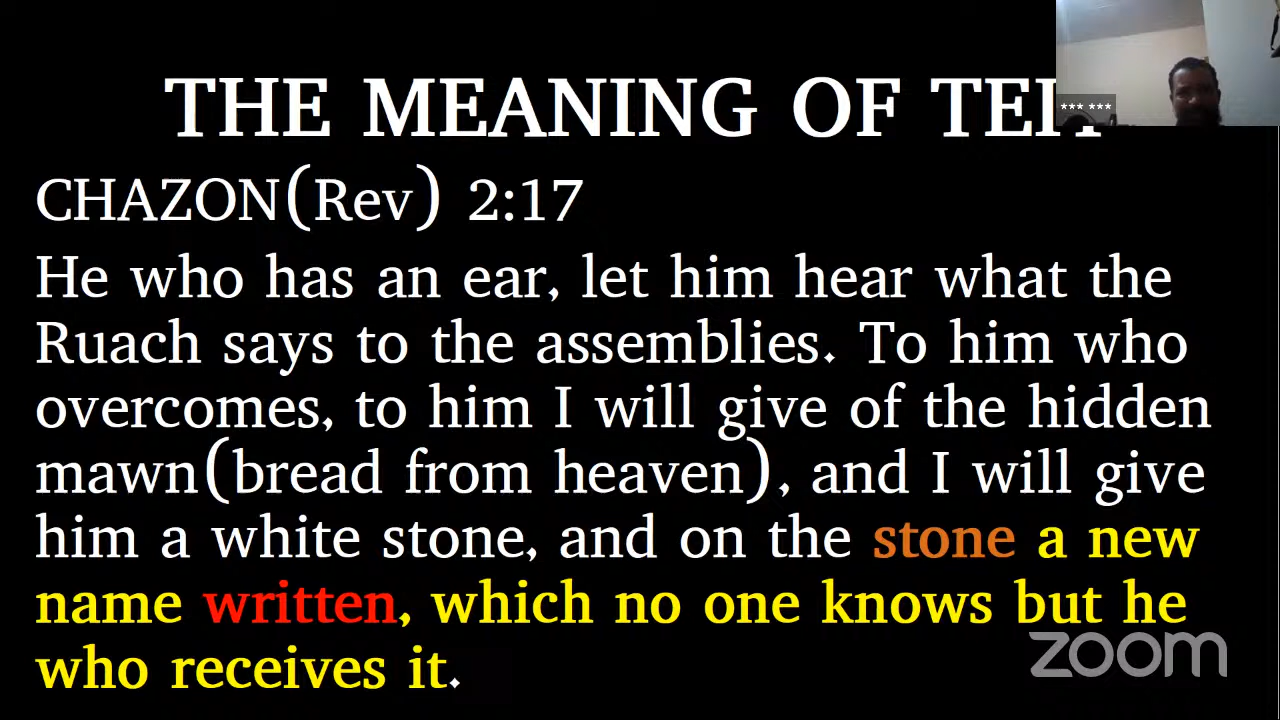 THE MEANING OF
*** ***
CHAZON(Rev) 2:17
He who has an ear, let him hear what the
Ruach says to the assemblies. To him who
overcomes, to him I will give of the hidden
mawn(bread from heaven), and I will give
him a white stone, and on the stone a new
name written, which no one knows but he
who receives it.
zoom